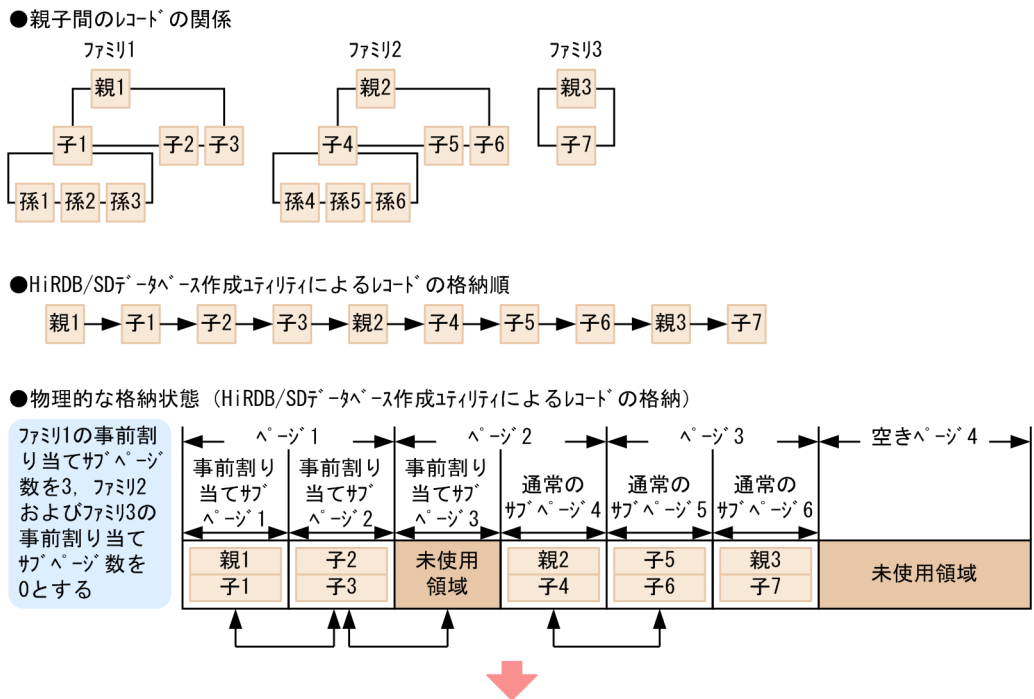 ●親子間のﾚｺｰﾄﾞの関係
ﾌｧﾐﾘ1
ﾌｧﾐﾘ2
ﾌｧﾐﾘ3
親1
親2
親3
子1
子2
子3
子4
子5
子6
子7
孫1
孫2
孫3
孫4
孫5
孫6
●HiRDB/SDﾃﾞｰﾀﾍﾞｰｽ作成ﾕﾃｨﾘﾃｨによるﾚｺｰﾄﾞの格納順
親1
子1
子2
子3
親2
子4
子5
子6
親3
子7
●物理的な格納状態（HiRDB/SDﾃﾞｰﾀﾍﾞｰｽ作成ﾕﾃｨﾘﾃｨによるﾚｺｰﾄﾞの格納）
ﾌｧﾐﾘ1の事前割
り当てｻﾌﾞﾍﾟｰｼﾞ
数を3，ﾌｧﾐﾘ2
およびﾌｧﾐﾘ3の
事前割り当て
ｻﾌﾞﾍﾟｰｼﾞ数を
0とする
ﾍﾟｰｼﾞ1
ﾍﾟｰｼﾞ2
ﾍﾟｰｼﾞ3
空きﾍﾟｰｼﾞ4
事前割り
当てｻﾌﾞ
ﾍﾟｰｼﾞ1
事前割り
当てｻﾌﾞ
ﾍﾟｰｼﾞ2
事前割り
当てｻﾌﾞ
ﾍﾟｰｼﾞ3
通常の
ｻﾌﾞﾍﾟｰｼﾞ4
通常の
ｻﾌﾞﾍﾟｰｼﾞ5
通常の
ｻﾌﾞﾍﾟｰｼﾞ6
親1
子1
子2
子3
未使用
領域
親2
子4
子5
子6
親3
子7
未使用領域